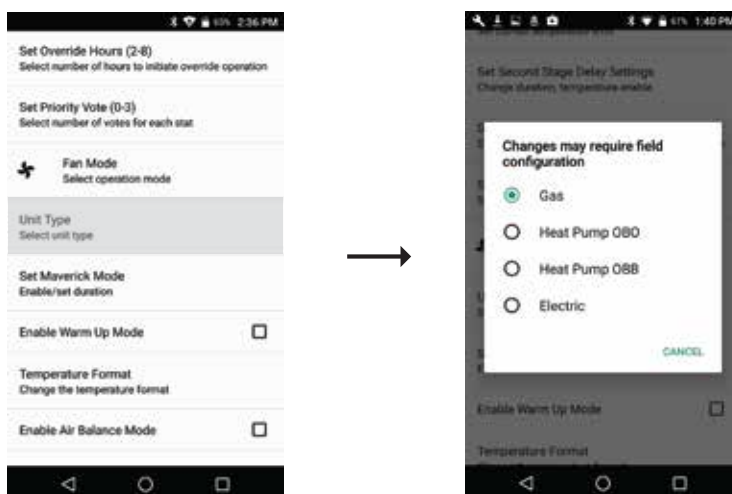 63% 2:36 PM
Set Override Hours (2-8)
Select number of hours to initiate override operation
Set Priority Vote (0-3)
Select number of votes for each stat
Fan Mode
Select operation mode
Unit Type
Select unit type
Set Maverick Mode
Enable/set duration
Enable Warm Up Mode
Temperature Format
Change the temperature format
Enable Air Balance Mode
61% 1:40 PM
Set Second Stage Delay Settings
Change duration, temperature enable
Changes may require field
configuration
Gas
Heat Pump OBO
Heat Pump OBB
Electric
CANCEL
Enable Warm Up Mode
Temperature Format